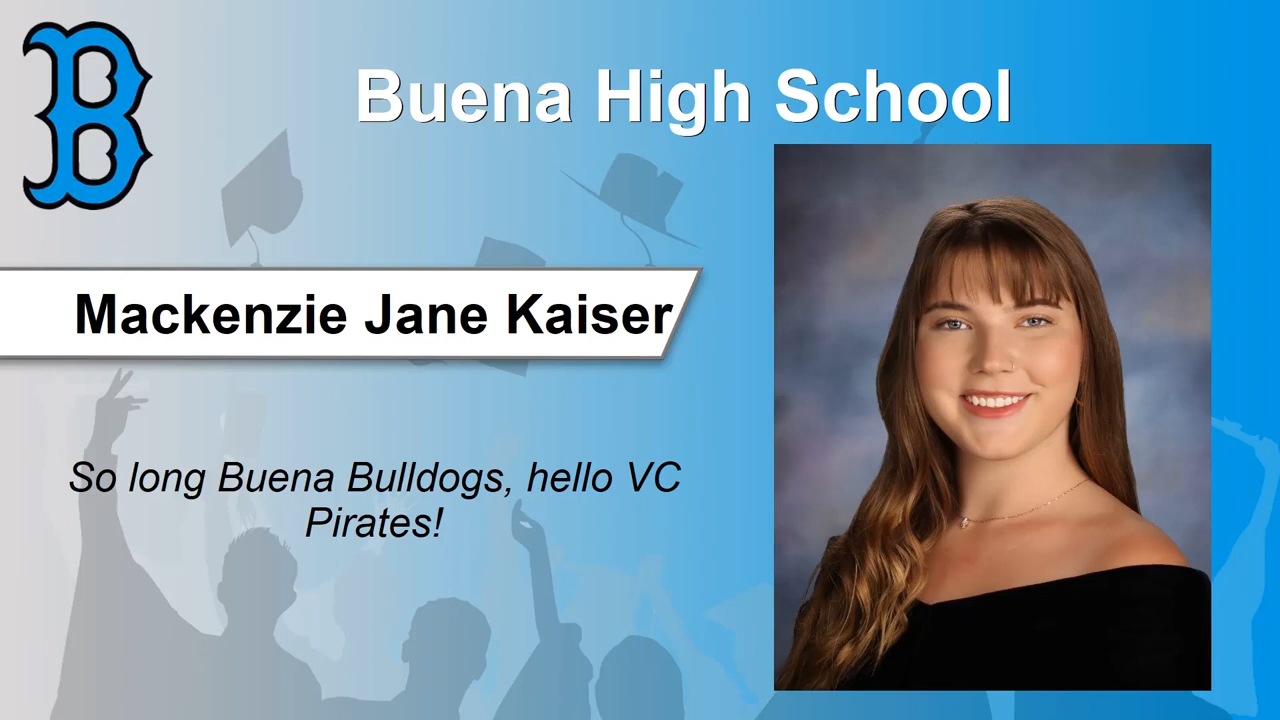 B
Buena High School
Mackenzie Jane Kaiser
So long Buena Bulldogs, hello VC
Pirates!